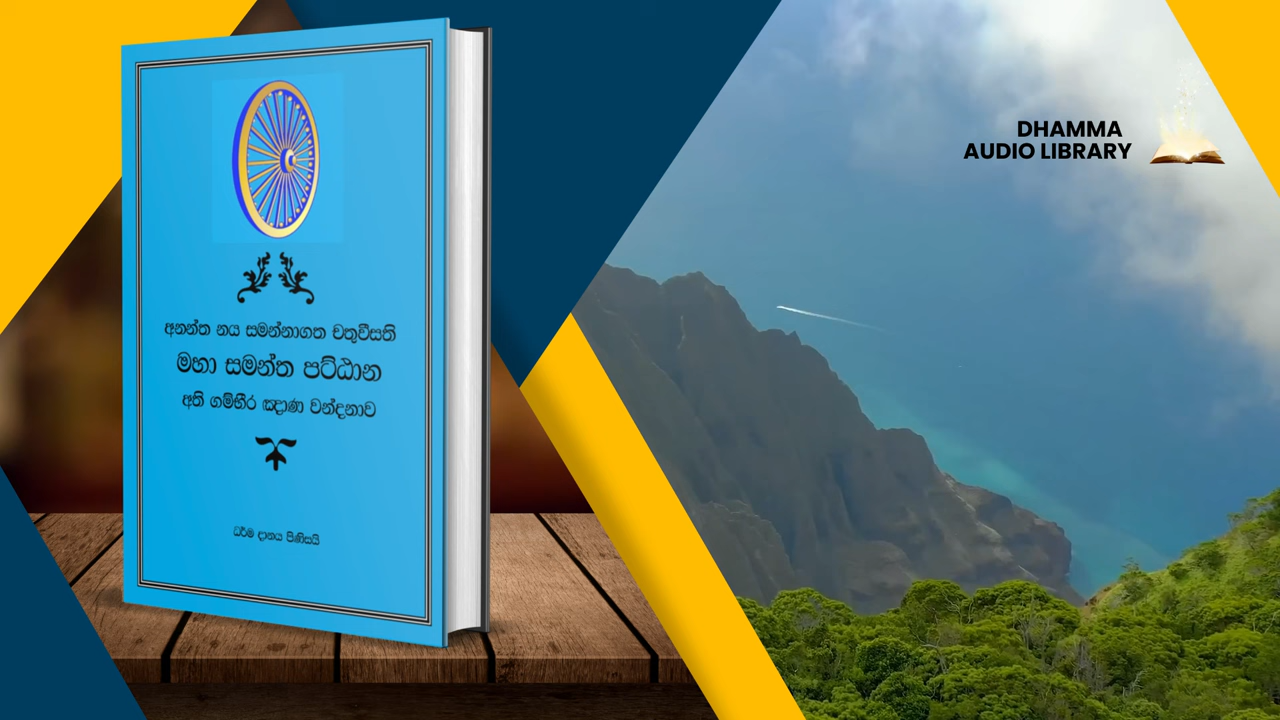 අනන්ත නය සමන්නාගත චතුවීසති
මහා සමන්ත පට්ඨාන
අති ගම්භීර ඤාණ වන්දනාව
ධර්ම දානය පිණිසයි
DHAMMA
AUDIO LIBRARY